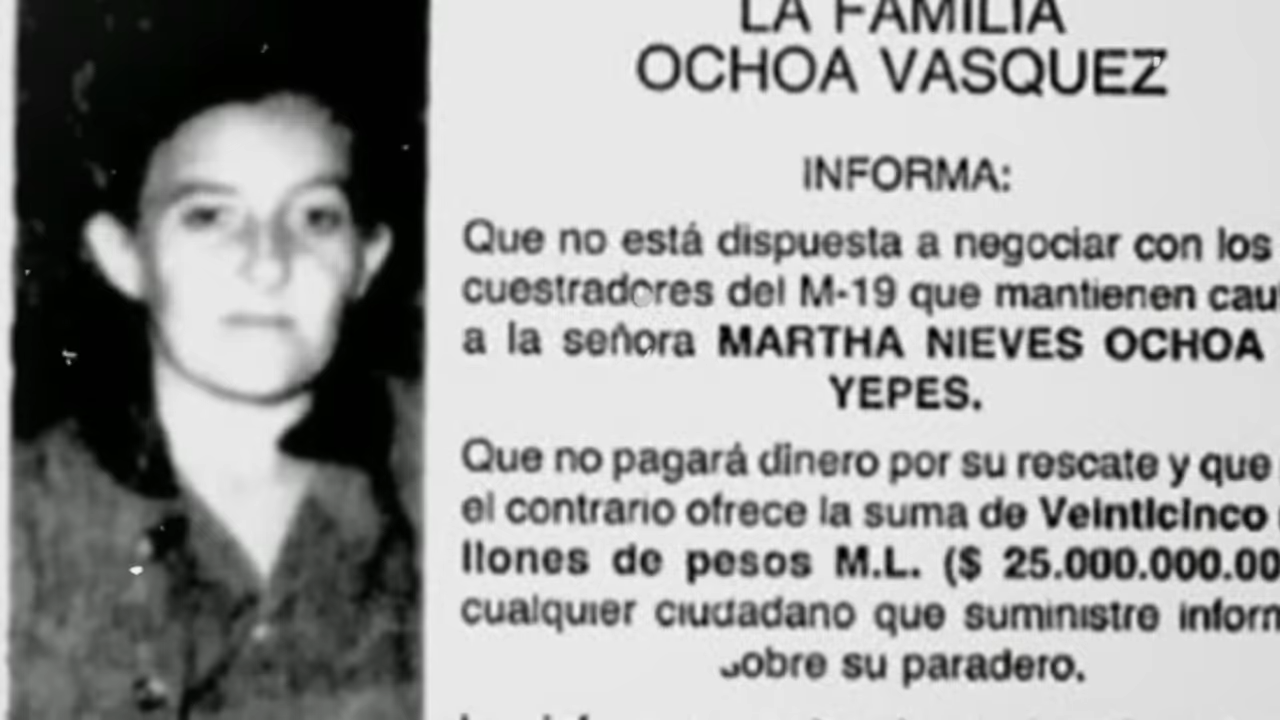 LA FAMILIA
OCHOA VASQUEZ
INFORMA:
Que no está dispuesta a negociar con los
cuestradores del M-19 que mantienen cau
a la señora MARTHA NIEVES OCHOA
YEPES.
Que no pagará dinero por su rescate y que
el contrario ofrece la suma de Veinticinco
llones de pesos M.L. ($ 25.000.000.00
cualquier ciudadano que suministre inform
sobre su paradero.